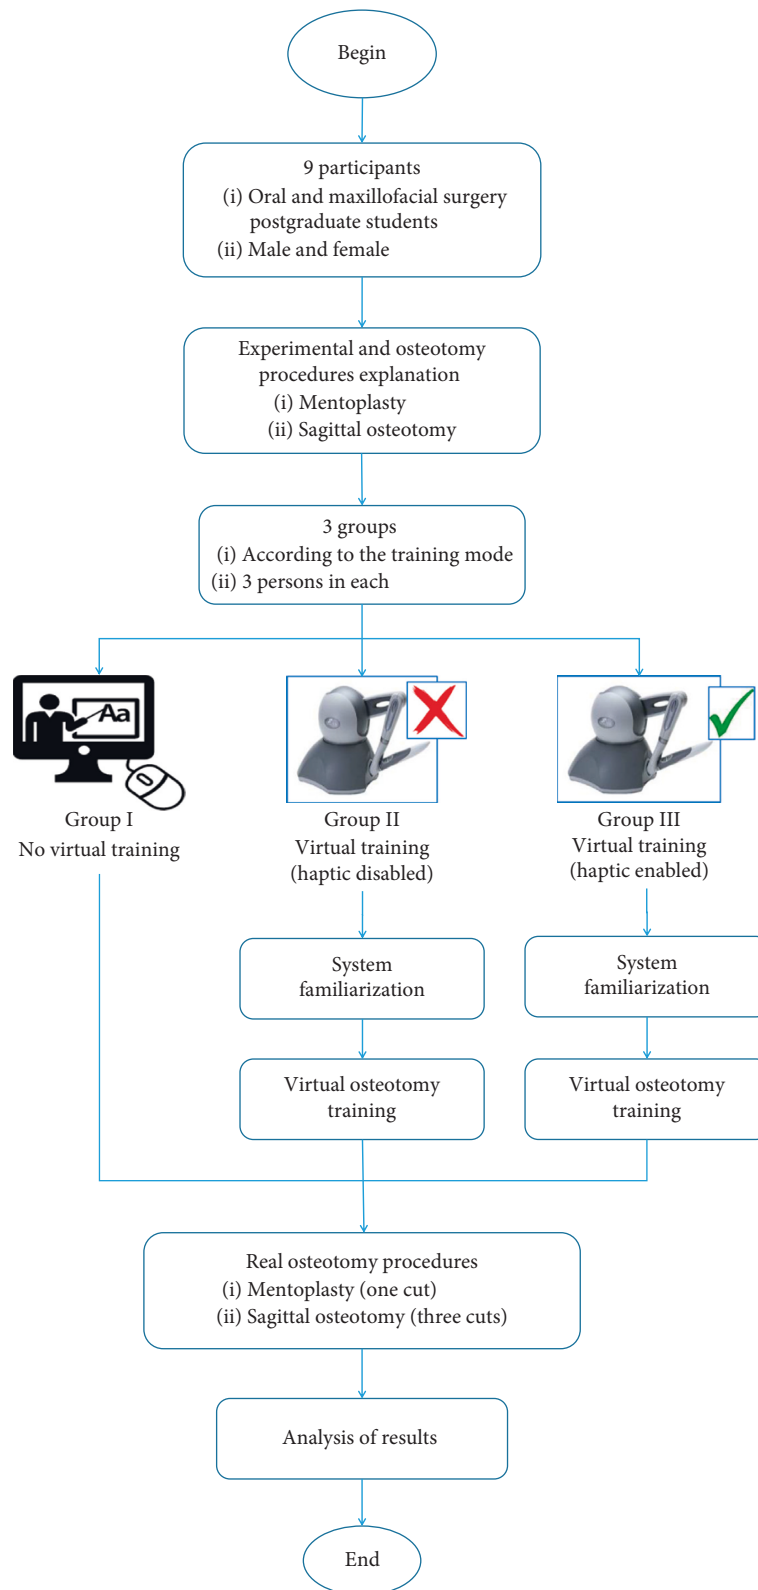 Begin
9 participants
(i) Oral and maxillofacial surgery
postgraduate students
(ii) Male and female
Experimental and osteotomy
procedures explanation
(i) Mentoplasty
(ii) Sagittal osteotomy
3 groups
(i) According to the training mode
(ii) 3 persons in each
Aa
Group I
No virtual training
Group II
Virtual training
(haptic disabled)
Group III
Virtual training
(haptic enabled)
System
familiarization
System
familiarization
Virtual osteotomy
training
Virtual osteotomy
training
Real osteotomy procedures
(i) Mentoplasty (one cut)
(ii) Sagittal osteotomy (three cuts)
Analysis of results
End